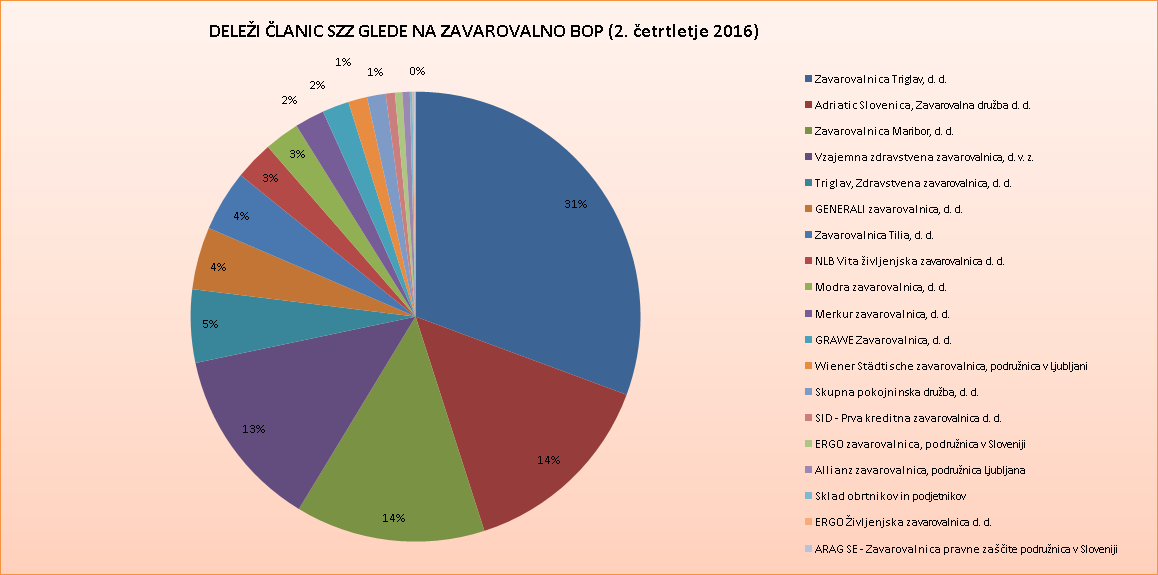 DELEŽI ČLANIC SZZ GLEDE NA ZAVAROVALNO BOP (2. četrtletje 2016)
31%
14%
14%
13%
5%
4%
4%
3%
3%
2%
2%
1%
1%
0%
Zavarovalnica Triglav, d. d.
Adriatic Slovenica, Zavarovalna družba d. d.
Zavarovalnica Maribor, d. d.
Vzajemna zdravstvena zavarovalnica, d. v. z.
Triglav, Zdravstvena zavarovalnica, d. d.
GENERALI zavarovalnica, d. d.
Zavarovalnica Tilia, d. d.
NLB Vita življenjska zavarovalnica d. d.
Modra zavarovalnica, d. d.
Merkur zavarovalnica, d. d.
GRAWE Zavarovalnica, d. d.
Wiener Städtische zavarovalnica, podružnica v Ljubljani
Skupna pokojninska družba, d. d.
SID - Prva kreditna zavarovalnica d. d.
ERGO zavarovalnica, podružnica v Sloveniji
Allianz zavarovalnica, podružnica Ljubljana
Sklad obrtnikov in podjetnikov
ERGO Življenjska zavarovalnica d. d.
ARAG SE - Zavarovalnica pravne zaščite podružnica v Sloveniji